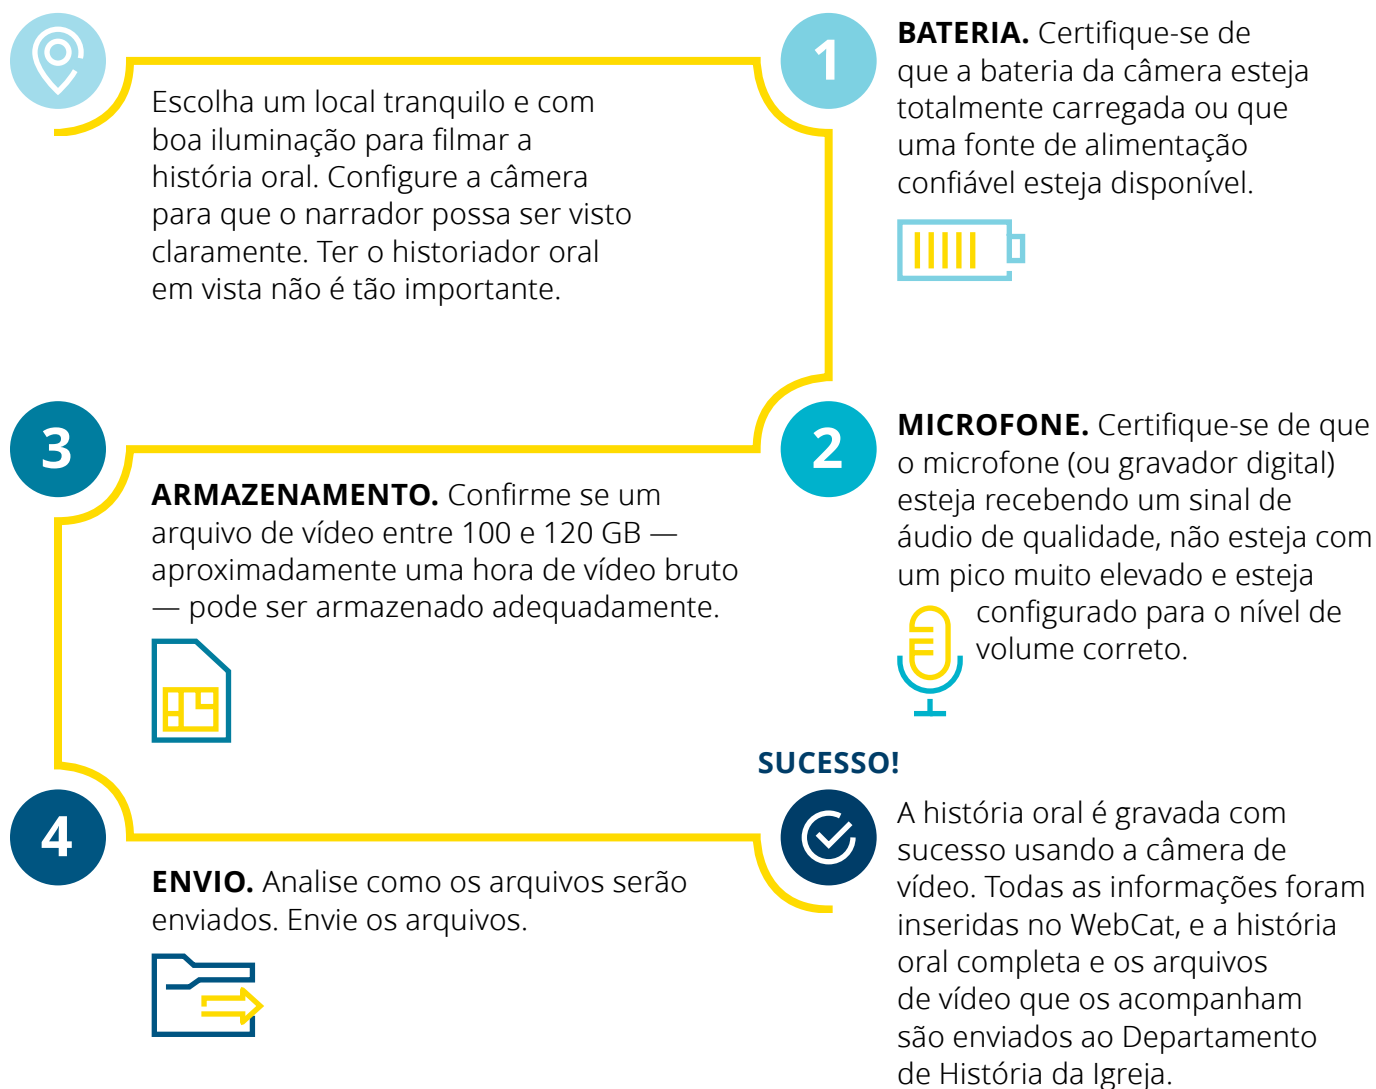 Escolha um local tranquilo e com
boa iluminação para filmar a
história oral. Configure a câmera
para que o narrador possa ser visto
claramente. Ter o historiador oral
em vista não é tão importante.
1
BATERIA. Certifique-se de
que a bateria da câmera esteja
totalmente carregada ou que
uma fonte de alimentação
confiável esteja disponível.
2
MICROFONE. Certifique-se de que
o microfone (ou gravador digital)
esteja recebendo um sinal de
áudio de qualidade, não esteja com
um pico muito elevado e esteja
configurado para o nível de
volume correto.
3
ARMAZENAMENTO. Confirme se um
arquivo de vídeo entre 100 e 120 GB —
aproximadamente uma hora de vídeo bruto
— pode ser armazenado adequadamente.
4
ENVIO. Analise como os arquivos serão
enviados. Envie os arquivos.
SUCESSO!
A história oral é gravada com
sucesso usando a câmera de
vídeo. Todas as informações foram
inseridas no WebCat, e a história
oral completa e os arquivos
de vídeo que os acompanham
são enviados ao Departamento
de História da Igreja.